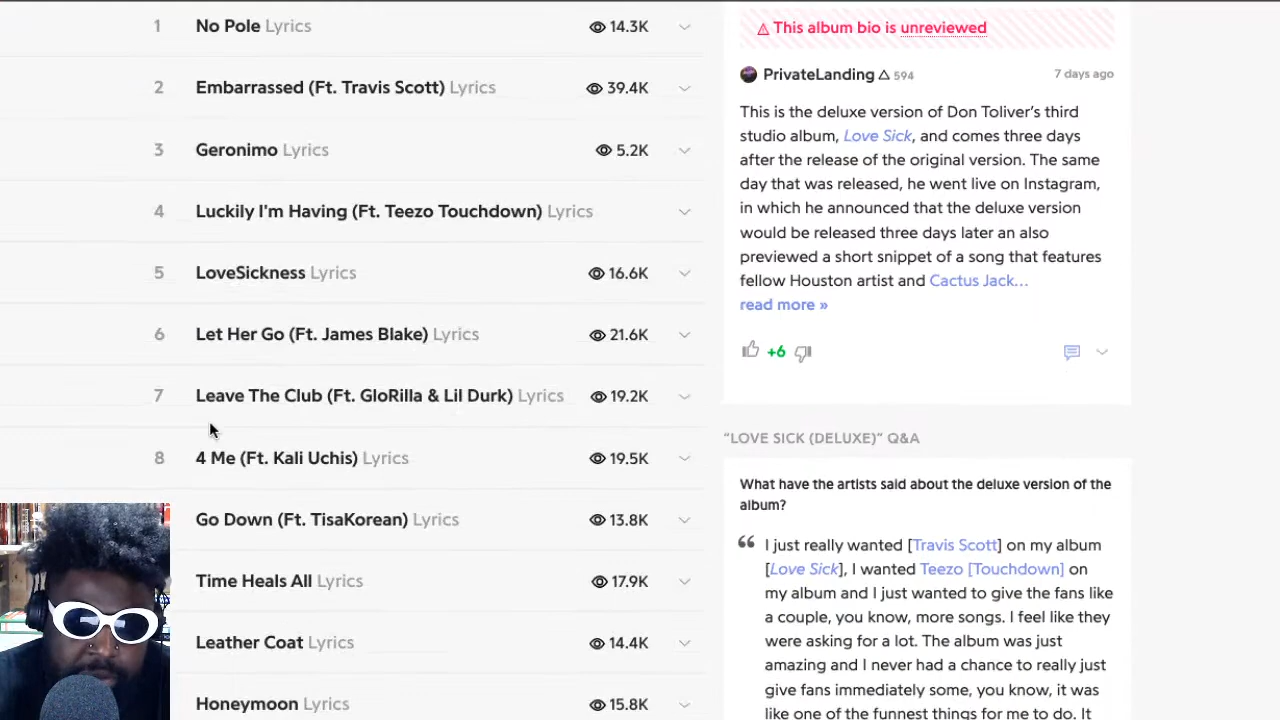 1 No Pole Lyrics 14.3K
2 Embarrassed (Ft. Travis Scott) Lyrics 39.4K
3 Geronimo Lyrics 5.2K
4 Luckily I'm Having (Ft. Teezo Touchdown) Lyrics
5 LoveSickness Lyrics 16.6K
6 Let Her Go (Ft. James Blake) Lyrics 21.6K
7 Leave The Club (Ft. GloRilla & Lil Durk) Lyrics 19.2K
8 4 Me (Ft. Kali Uchis) Lyrics 19.5K
Go Down (Ft. TisaKorean) Lyrics 13.8K
Time Heals All Lyrics 17.9K
Leather Coat Lyrics 14.4K
Honeymoon Lyrics 15.8K
This album bio is unreviewed
PrivateLanding 594 7 days ago
This is the deluxe version of Don Toliver’s third
studio album, Love Sick, and comes three days
after the release of the original version. The same
day that was released, he went live on Instagram,
in which he announced that the deluxe version
would be released three days later an also
previewed a short snippet of a song that features
fellow Houston artist and Cactus Jack…
read more »
+6
“LOVE SICK (DELUXE)” Q&A
What have the artists said about the deluxe version of the
album?
“ I just really wanted [Travis Scott] on my album
[Love Sick], I wanted Teezo [Touchdown] on
my album and I just wanted to give the fans like
a couple, you know, more songs. I feel like they
were asking for a lot. The album was just
amazing and I never had a chance to really just
give fans immediately some, you know, it was
like one of the funnest things for me to do. It